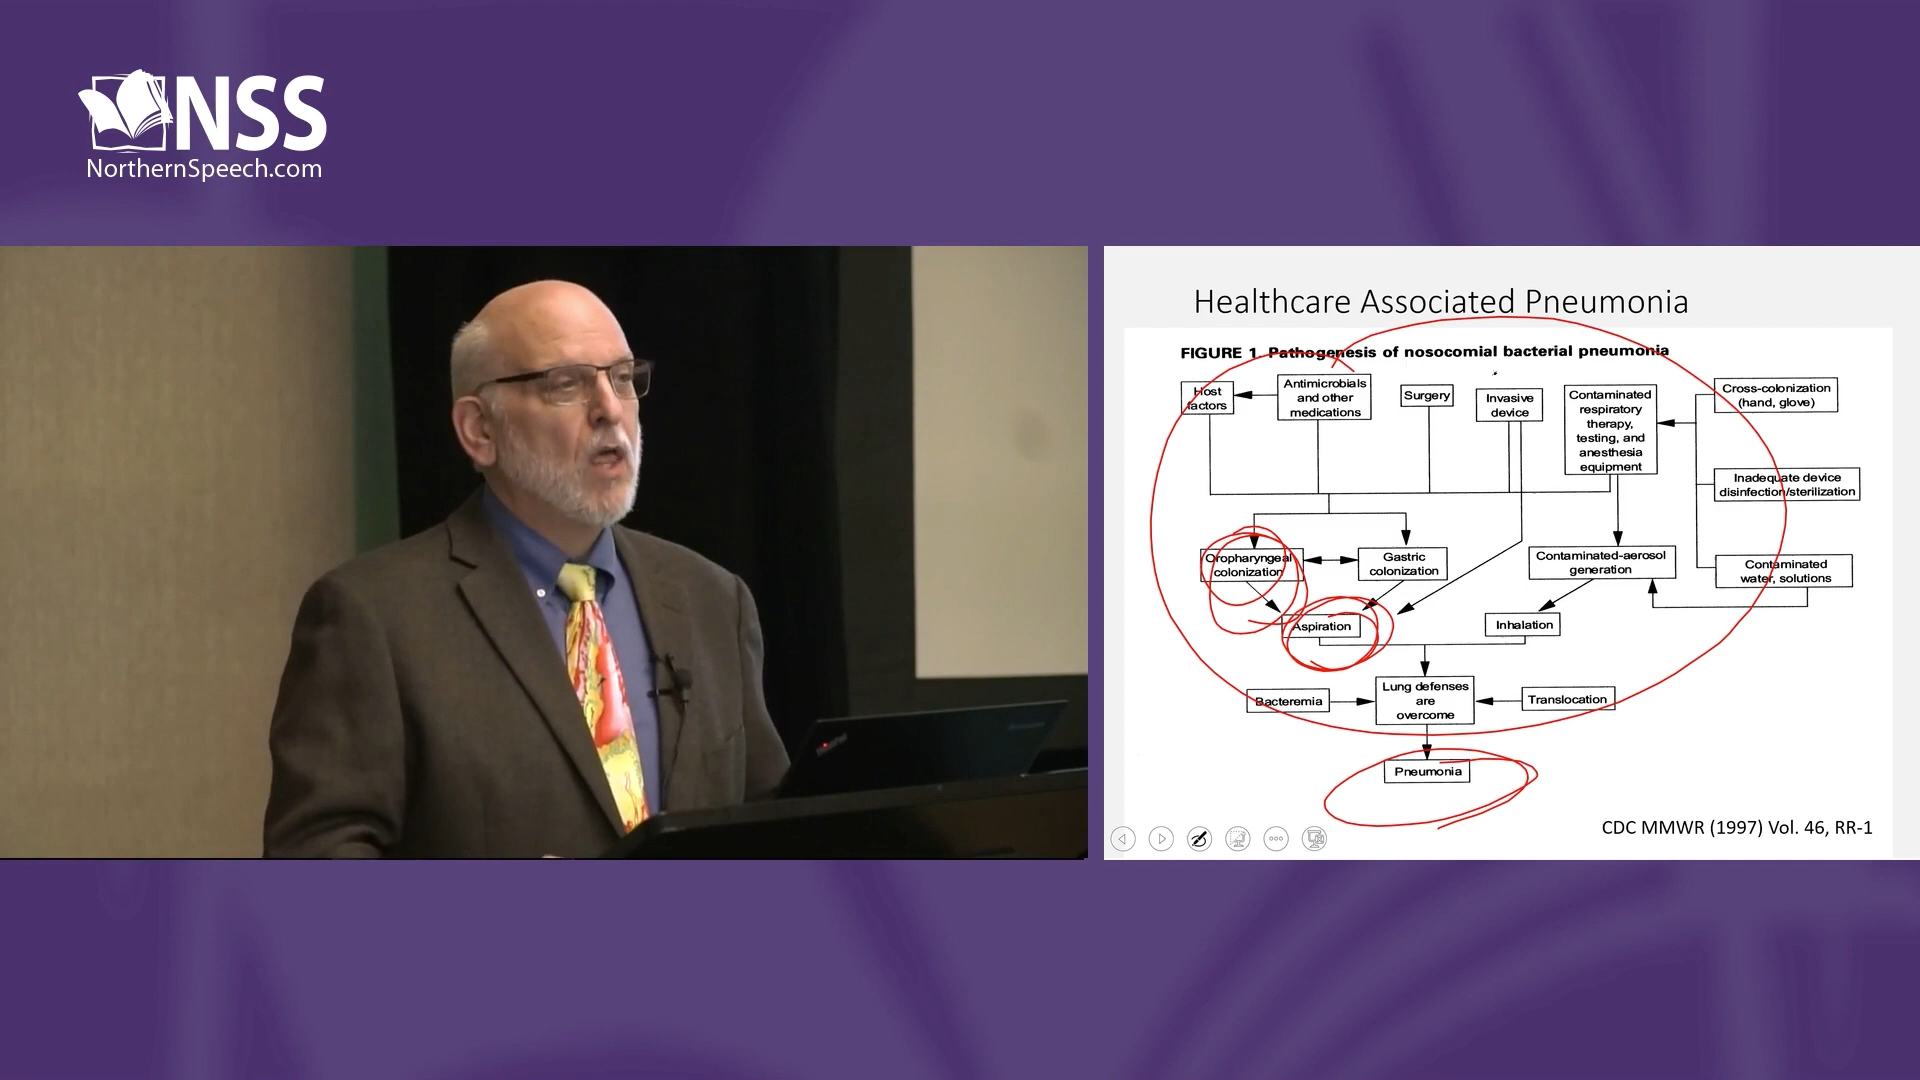 NSS
NorthernSpeech.com
Healthcare Associated Pneumonia
FIGURE 1. Pathogenesis of nosocomial bacterial pneumonia
Host
factors
Antimicrobials
and other
medications
Surgery
Invasive
device
Contaminated
respiratory
therapy,
testing, and
anesthesia
equipment
Cross-colonization
(hand, glove)
Inadequate device
disinfection/sterilization
Oropharyngeal
colonization
Gastric
colonization
Contaminated-aerosol
generation
Contaminated
water, solutions
Aspiration
Inhalation
Bacteremia
Lung defenses
are
overcome
Translocation
Pneumonia
CDC MMWR (1997) Vol. 46, RR-1